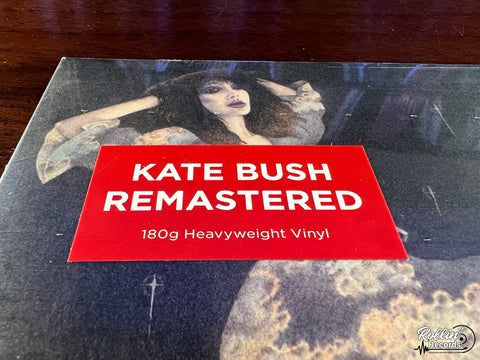 KATE BUSH
REMASTERED
180g Heavyweight Vinyl
Rollin'
Records